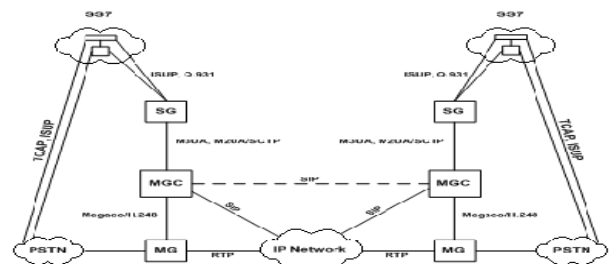 SS7
SS7
ISUP, Q.931
ISUP, Q.931
SG
SG
TCAP, ISUP
TCAP, ISUP
M3UA, M2UA/SCTP
M3UA, M2UA/SCTP
MGC
SIP
MGC
Megaco/H.248
SIP
SIP
Megaco/H.248
PSTN
MG
RTP
IP Network
RTP
MG
PSTN